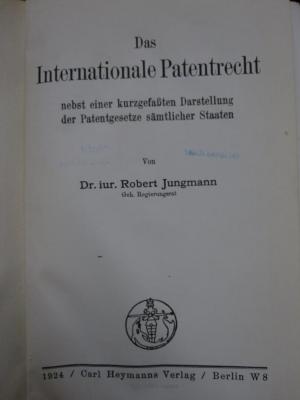 Das
Internationale Patentrecht
nebst einer kurzgefaßten Darstellung
der Patentgesetze sämtlicher Staaten
Von
Dr. iur. Robert Jungmann
Geh. Regierungsrat
1924 / Carl Heymanns Verlag / Berlin W 8